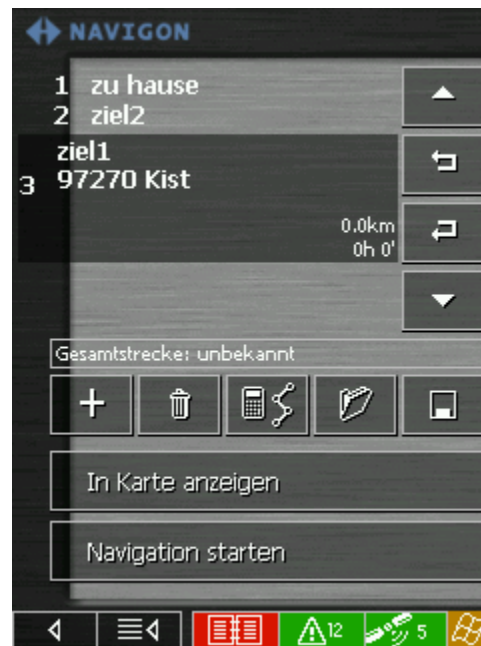 NAVIGON
1 zu hause
2 ziel2
ziel1
3 97270 Kist
0.0km
0h 0'
Gesamtstrecke: unbekannt
In Karte anzeigen
Navigation starten
12
5